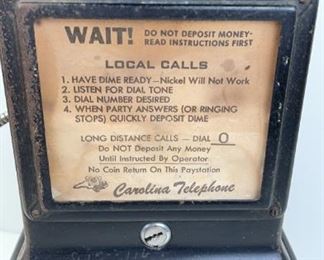 WAIT! DO NOT DEPOSIT MONEY-
READ INSTRUCTIONS FIRST
LOCAL CALLS
1. HAVE DIME READY—Nickel Will Not Work
2. LISTEN FOR DIAL TONE
3. DIAL NUMBER DESIRED
4. WHEN PARTY ANSWERS (OR RINGING
STOPS) QUICKLY DEPOSIT DIME
LONG DISTANCE CALLS — DIAL 0
Do NOT Deposit Any Money
Until Instructed By Operator
No Coin Return On This Paystation
Carolina Telephone